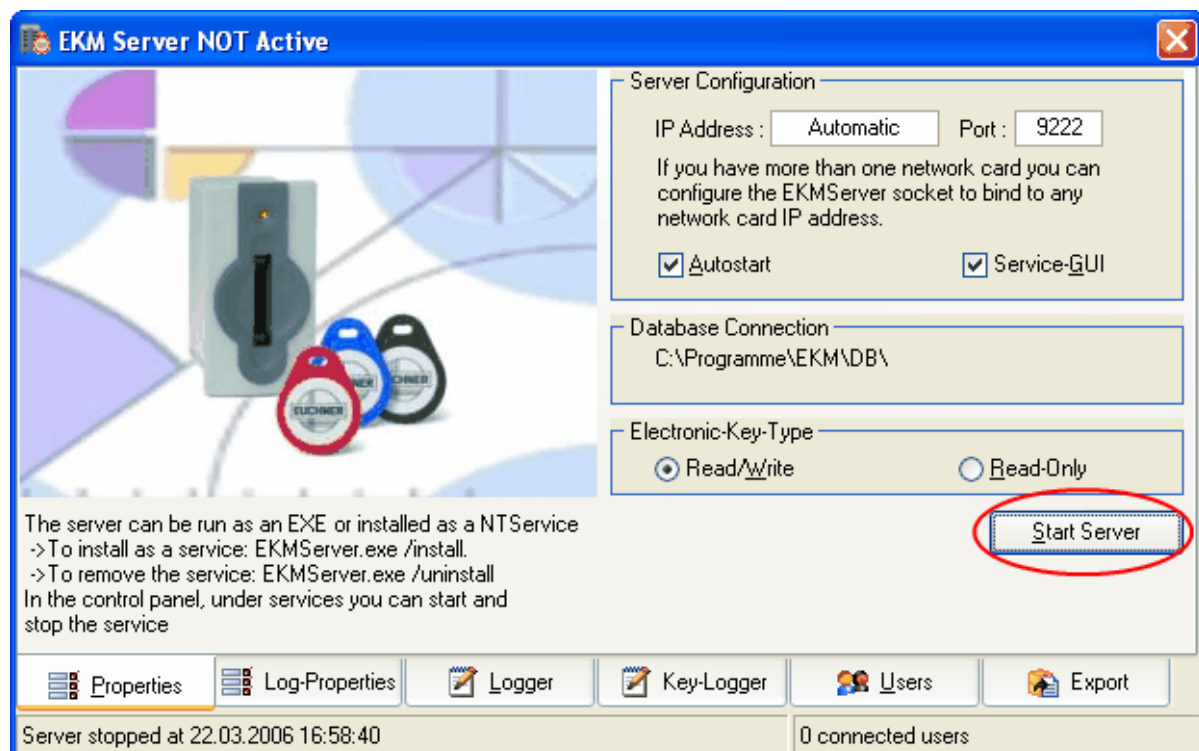 EKM Server NOT Active
Server Configuration
IP Address : Automatic Port : 9222
If you have more than one network card you can
configure the EKMServer socket to bind to any
network card IP address.
Autostart Service-GUI
Database Connection
C:\Programme\EKM\DB\
Electronic-Key-Type
Read/Write Read-Only
EUCHNER
The server can be run as an EXE or installed as a NTService
->To install as a service: EKMServer.exe /install.
->To remove the service: EKMServer.exe /uninstall
In the control panel, under services you can start and
stop the service
Start Server
Properties Log-Properties Logger Key-Logger Users Export
Server stopped at 22.03.2006 16:58:40 0 connected users